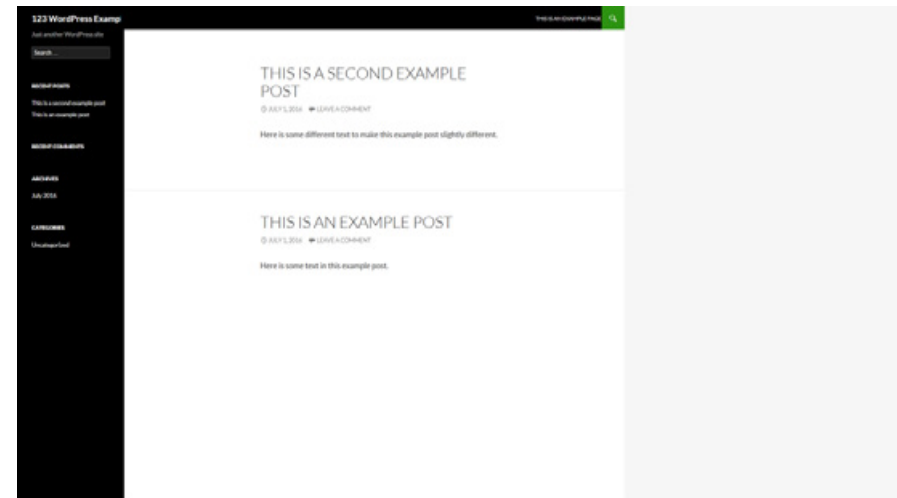 123 WordPress Examp
THIS IS AN EXAMPLE PAGE
Just another WordPress site
Search …
RECENT POSTS
This is a second example post
This is an example post
RECENT COMMENTS
ARCHIVES
July 2016
CATEGORIES
Uncategorized
THIS IS A SECOND EXAMPLE
POST
JULY 1, 2016 LEAVE A COMMENT
Here is some different text to make this example post slightly different.
THIS IS AN EXAMPLE POST
JULY 1, 2016 LEAVE A COMMENT
Here is some text in this example post.